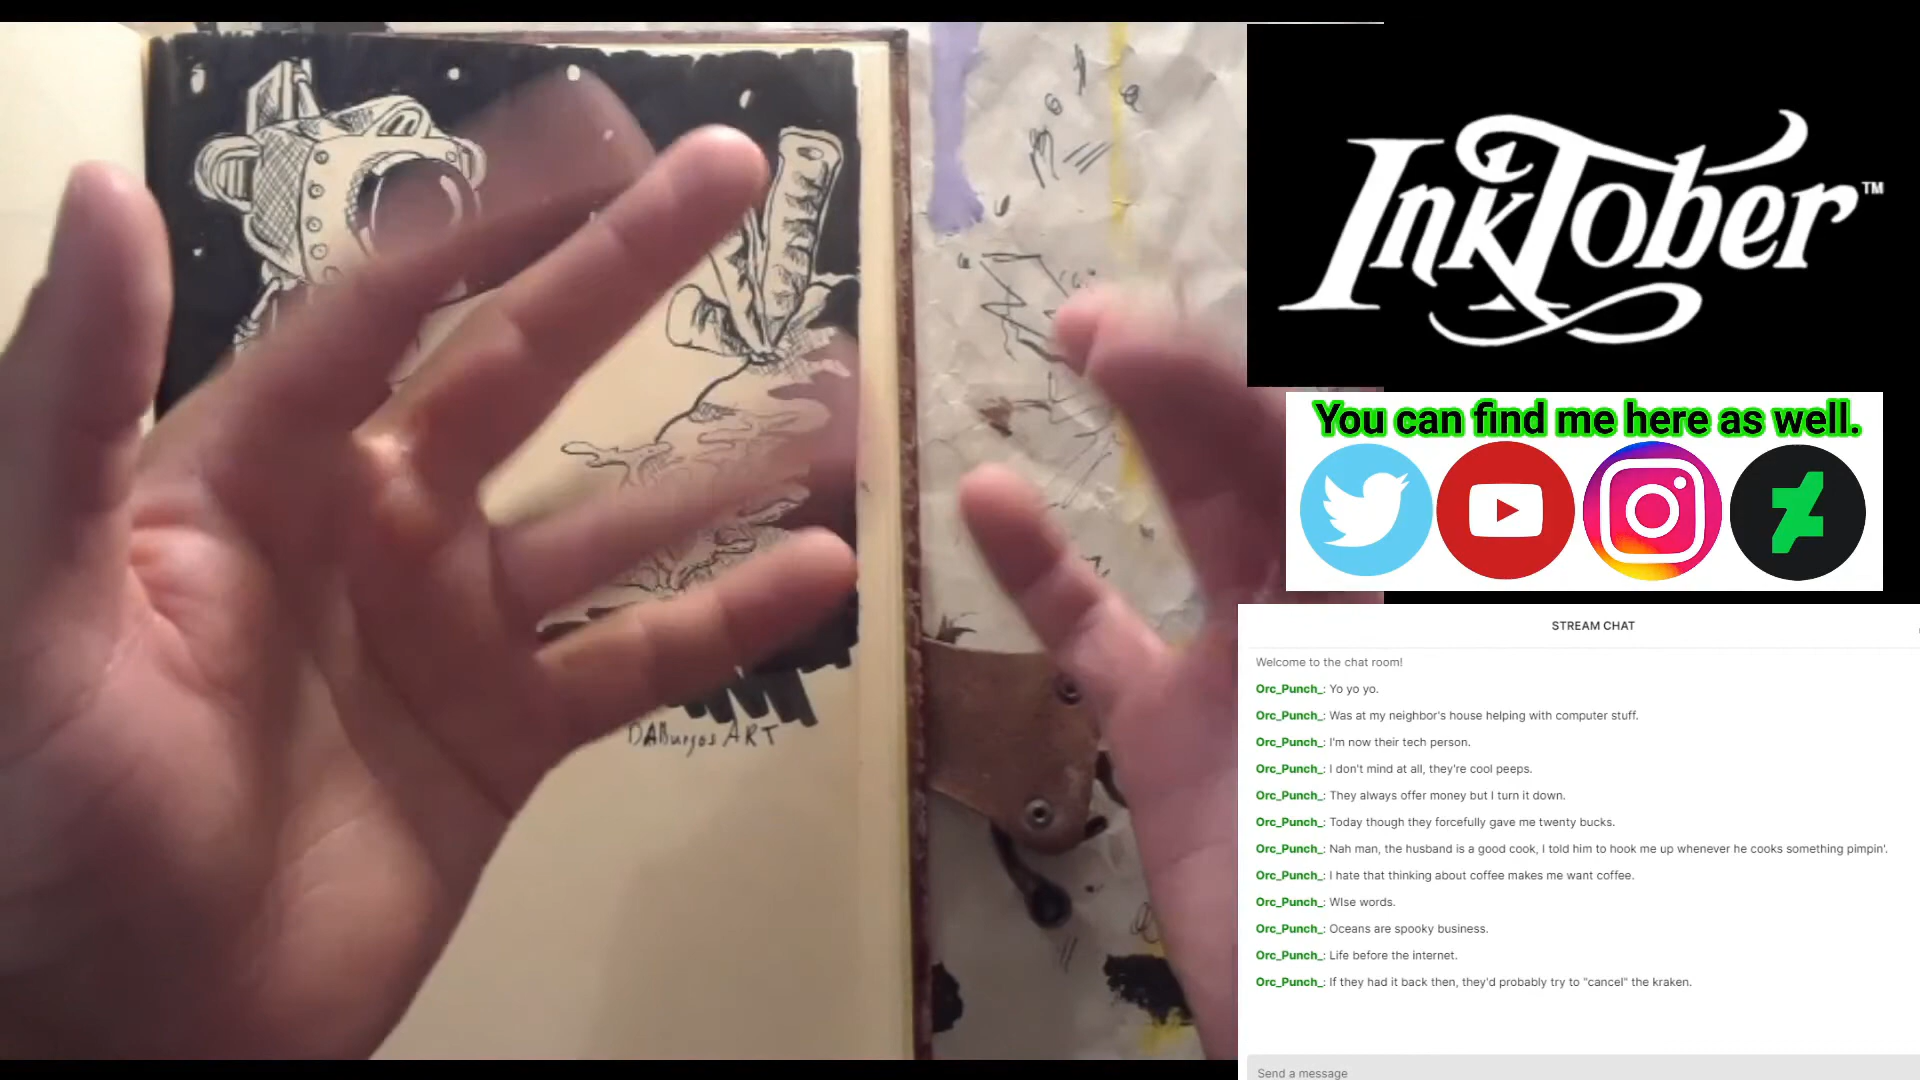 InkTober™
You can find me here as well.
STREAM CHAT
Welcome to the chat room!
Orc_Punch_: Yo yo yo.
Orc_Punch_: Was at my neighbor's house helping with computer stuff.
Orc_Punch_: I'm now their tech person.
Orc_Punch_: I don't mind at all, they're cool peeps.
Orc_Punch_: They always offer money but I turn it down.
Orc_Punch_: Today though they forcefully gave me twenty bucks.
Orc_Punch_: Nah man, the husband is a good cook, I told him to hook me up whenever he cooks something pimpin'.
Orc_Punch_: I hate that thinking about coffee makes me want coffee.
Orc_Punch_: WIse words.
Orc_Punch_: Oceans are spooky business.
Orc_Punch_: Life before the internet.
Orc_Punch_: If they had it back then, they'd probably try to "cancel" the kraken.
Send a message
DABurgos ART